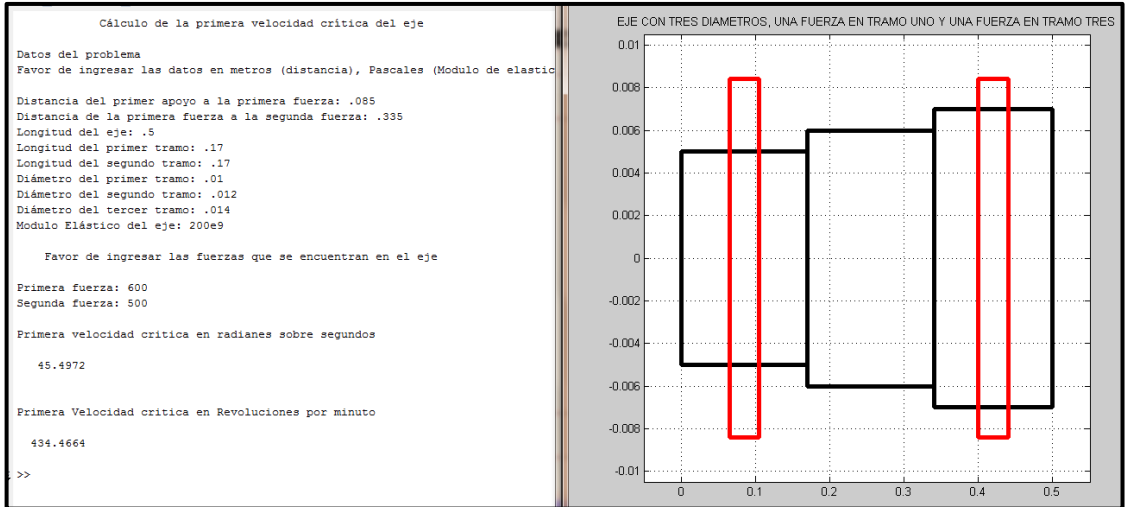 Cálculo de la primera velocidad crítica del eje
Datos del problema
Favor de ingresar las datos en metros (distancia), Pascales (Modulo de elastic
Distancia del primer apoyo a la primera fuerza: .085
Distancia de la primera fuerza a la segunda fuerza: .335
Longitud del eje: .5
Longitud del primer tramo: .17
Longitud del segundo tramo: .17
Diámetro del primer tramo: .01
Diámetro del segundo tramo: .012
Diámetro del tercer tramo: .014
Modulo Elástico del eje: 200e9
Favor de ingresar las fuerzas que se encuentran en el eje
Primera fuerza: 600
Segunda fuerza: 500
Primera velocidad critica en radianes sobre segundos
45.4972
Primera Velocidad critica en Revoluciones por minuto
434.4664
>>
EJE CON TRES DIAMETROS, UNA FUERZA EN TRAMO UNO Y UNA FUERZA EN TRAMO TRES
0.01
0.008
0.006
0.004
0.002
0
-0.002
-0.004
-0.006
-0.008
-0.01
0 0.1 0.2 0.3 0.4 0.5